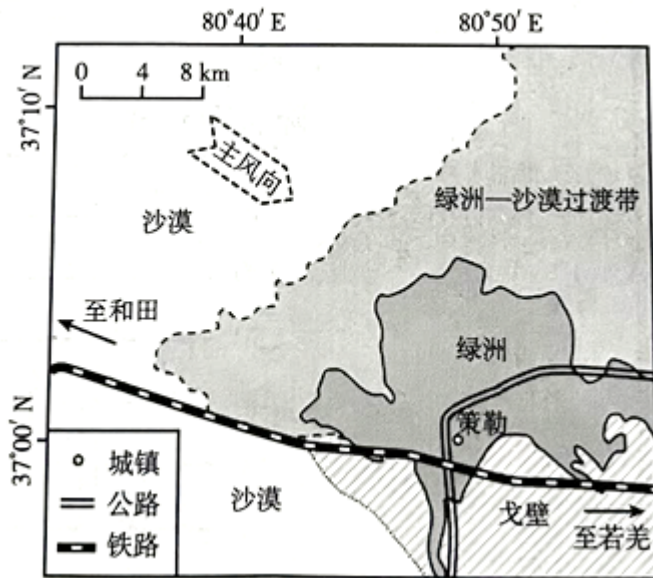 80°40′ E
80°50′ E
0 4 8 km
37°10′ N
主风向
绿洲—沙漠过渡带
沙漠
至和田
绿洲
37°00′ N
策勒
城镇
公路
铁路
沙漠
戈壁
至若羌